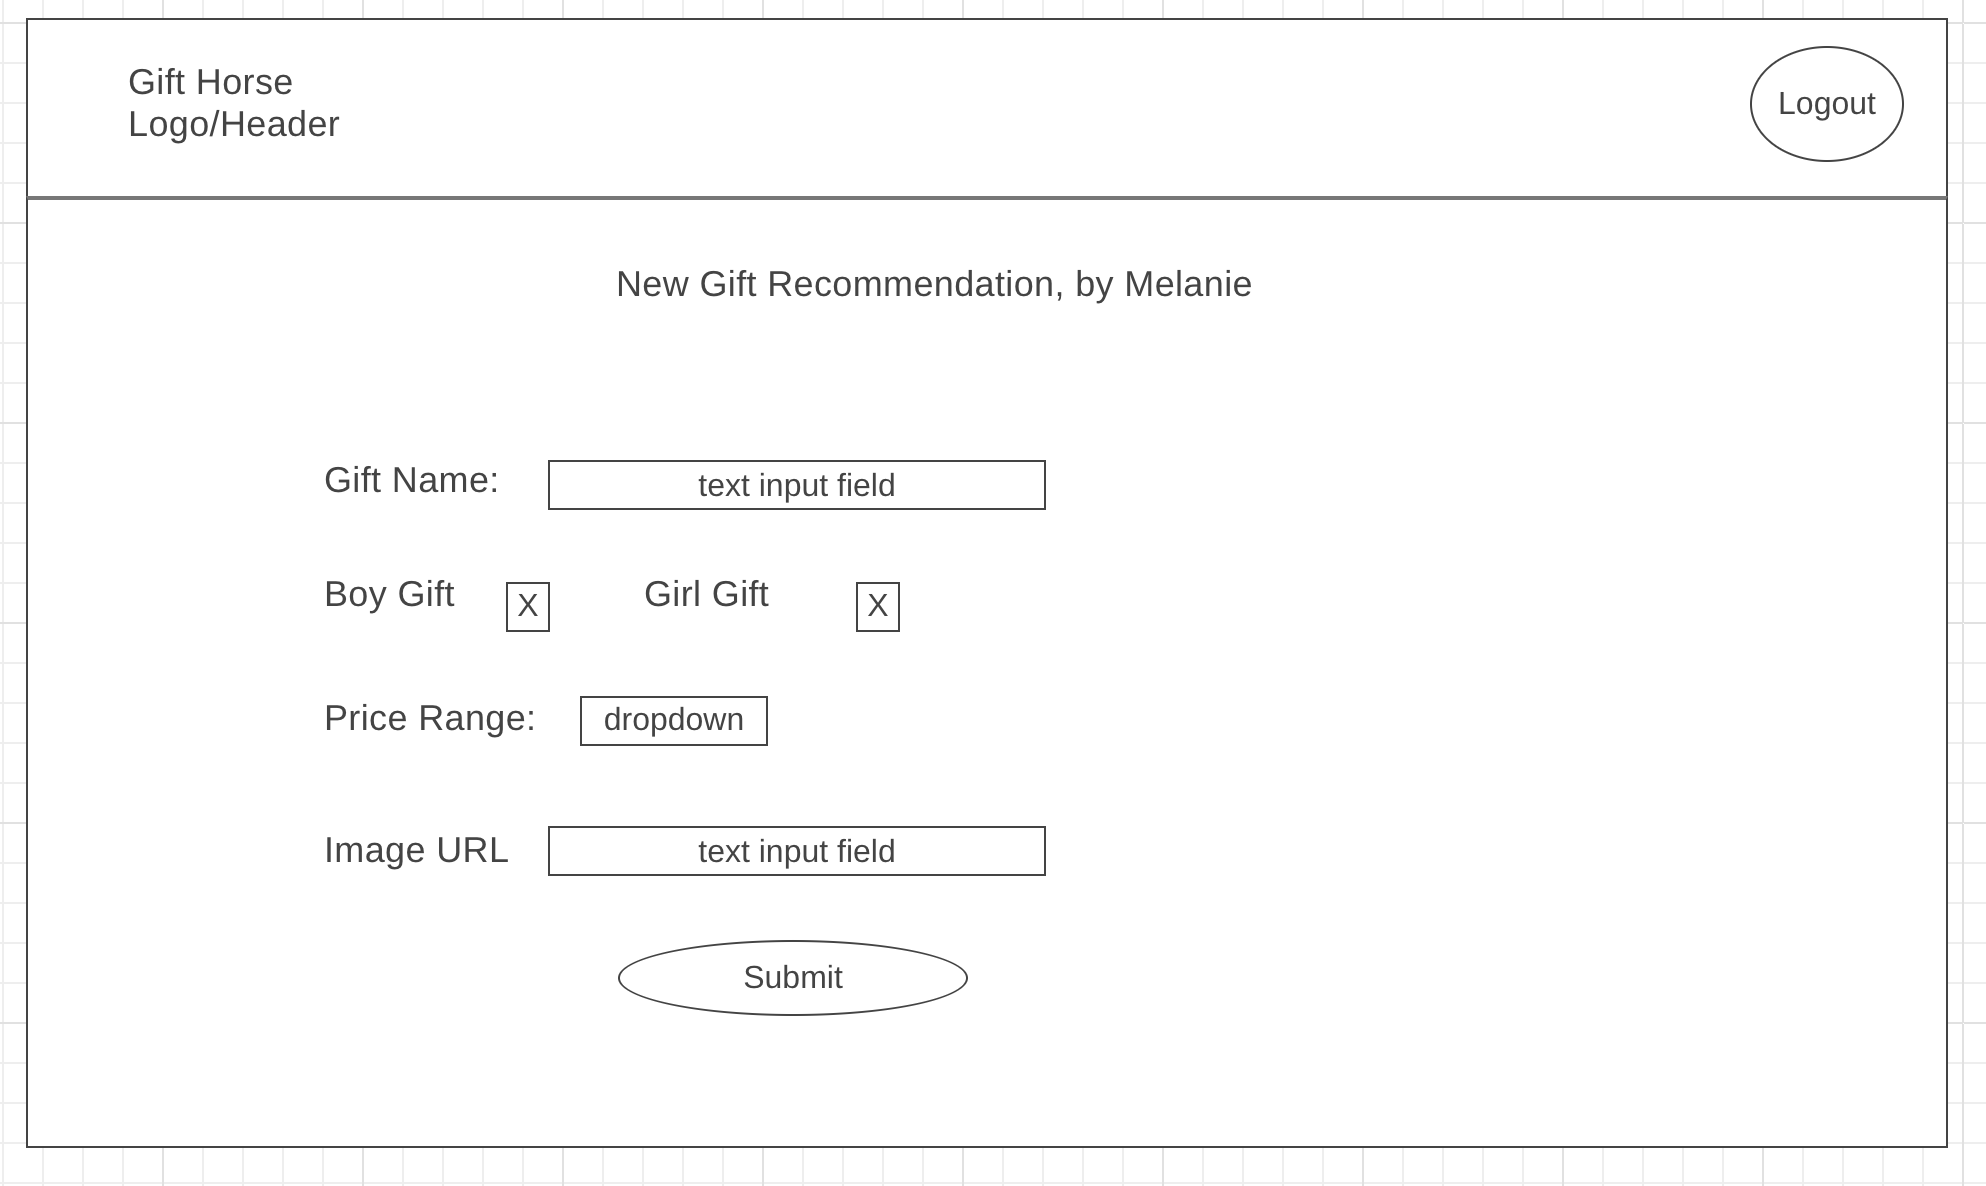 Gift Horse
Logo/Header
Logout
New Gift Recommendation, by Melanie
Gift Name: text input field
Boy Gift X Girl Gift X
Price Range: dropdown
Image URL text input field
Submit